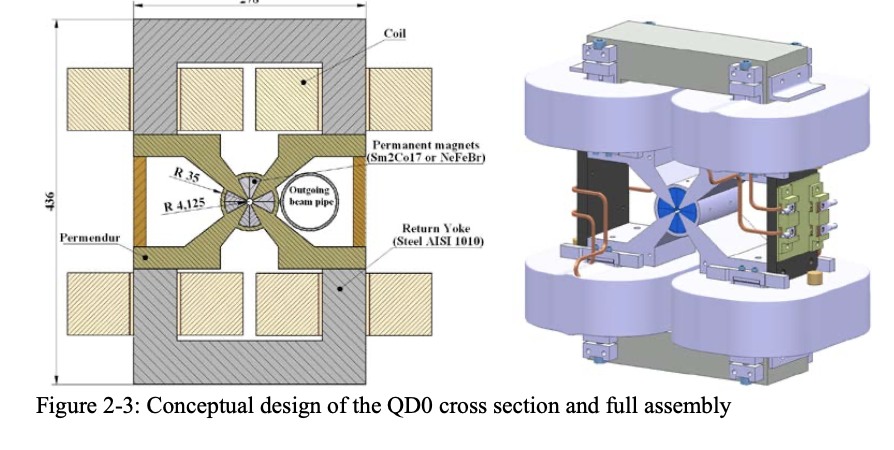 Coil
Permanent magnets
(Sm2Co17 or NeFeBr)
R 35
R 4,125
Outgoing
beam pipe
436
Permendur
Return Yoke
(Steel AISI 1010)
Figure 2-3: Conceptual design of the QD0 cross section and full assembly